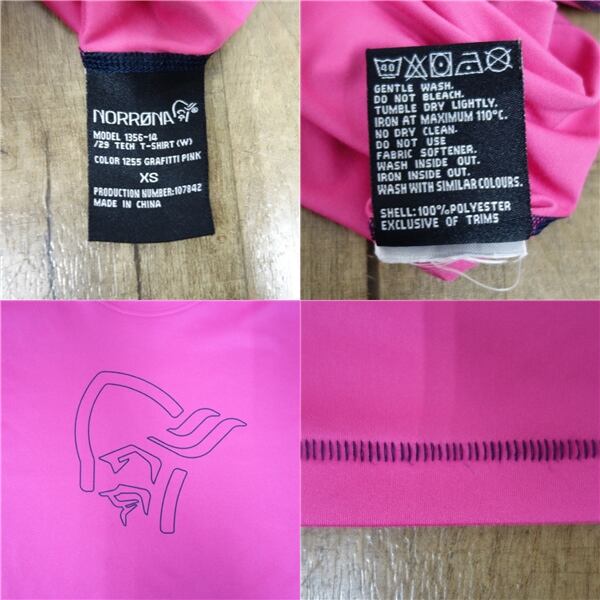 NORRØNA
MODEL 1356-14
/29 TECH T-SHIRT (W)
COLOR 1255 GRAFITTI PINK
XS
PRODUCTION NUMBER:107842
MADE IN CHINA
40
GENTLE WASH.
DO NOT BLEACH.
TUMBLE DRY LIGHTLY.
IRON AT MAXIMUM 110°C.
NO DRY CLEAN.
DO NOT USE
FABRIC SOFTENER.
WASH INSIDE OUT.
IRON INSIDE OUT.
WASH WITH SIMILAR COLOURS.
SHELL: 100%POLYESTER
EXCLUSIVE OF TRIMS